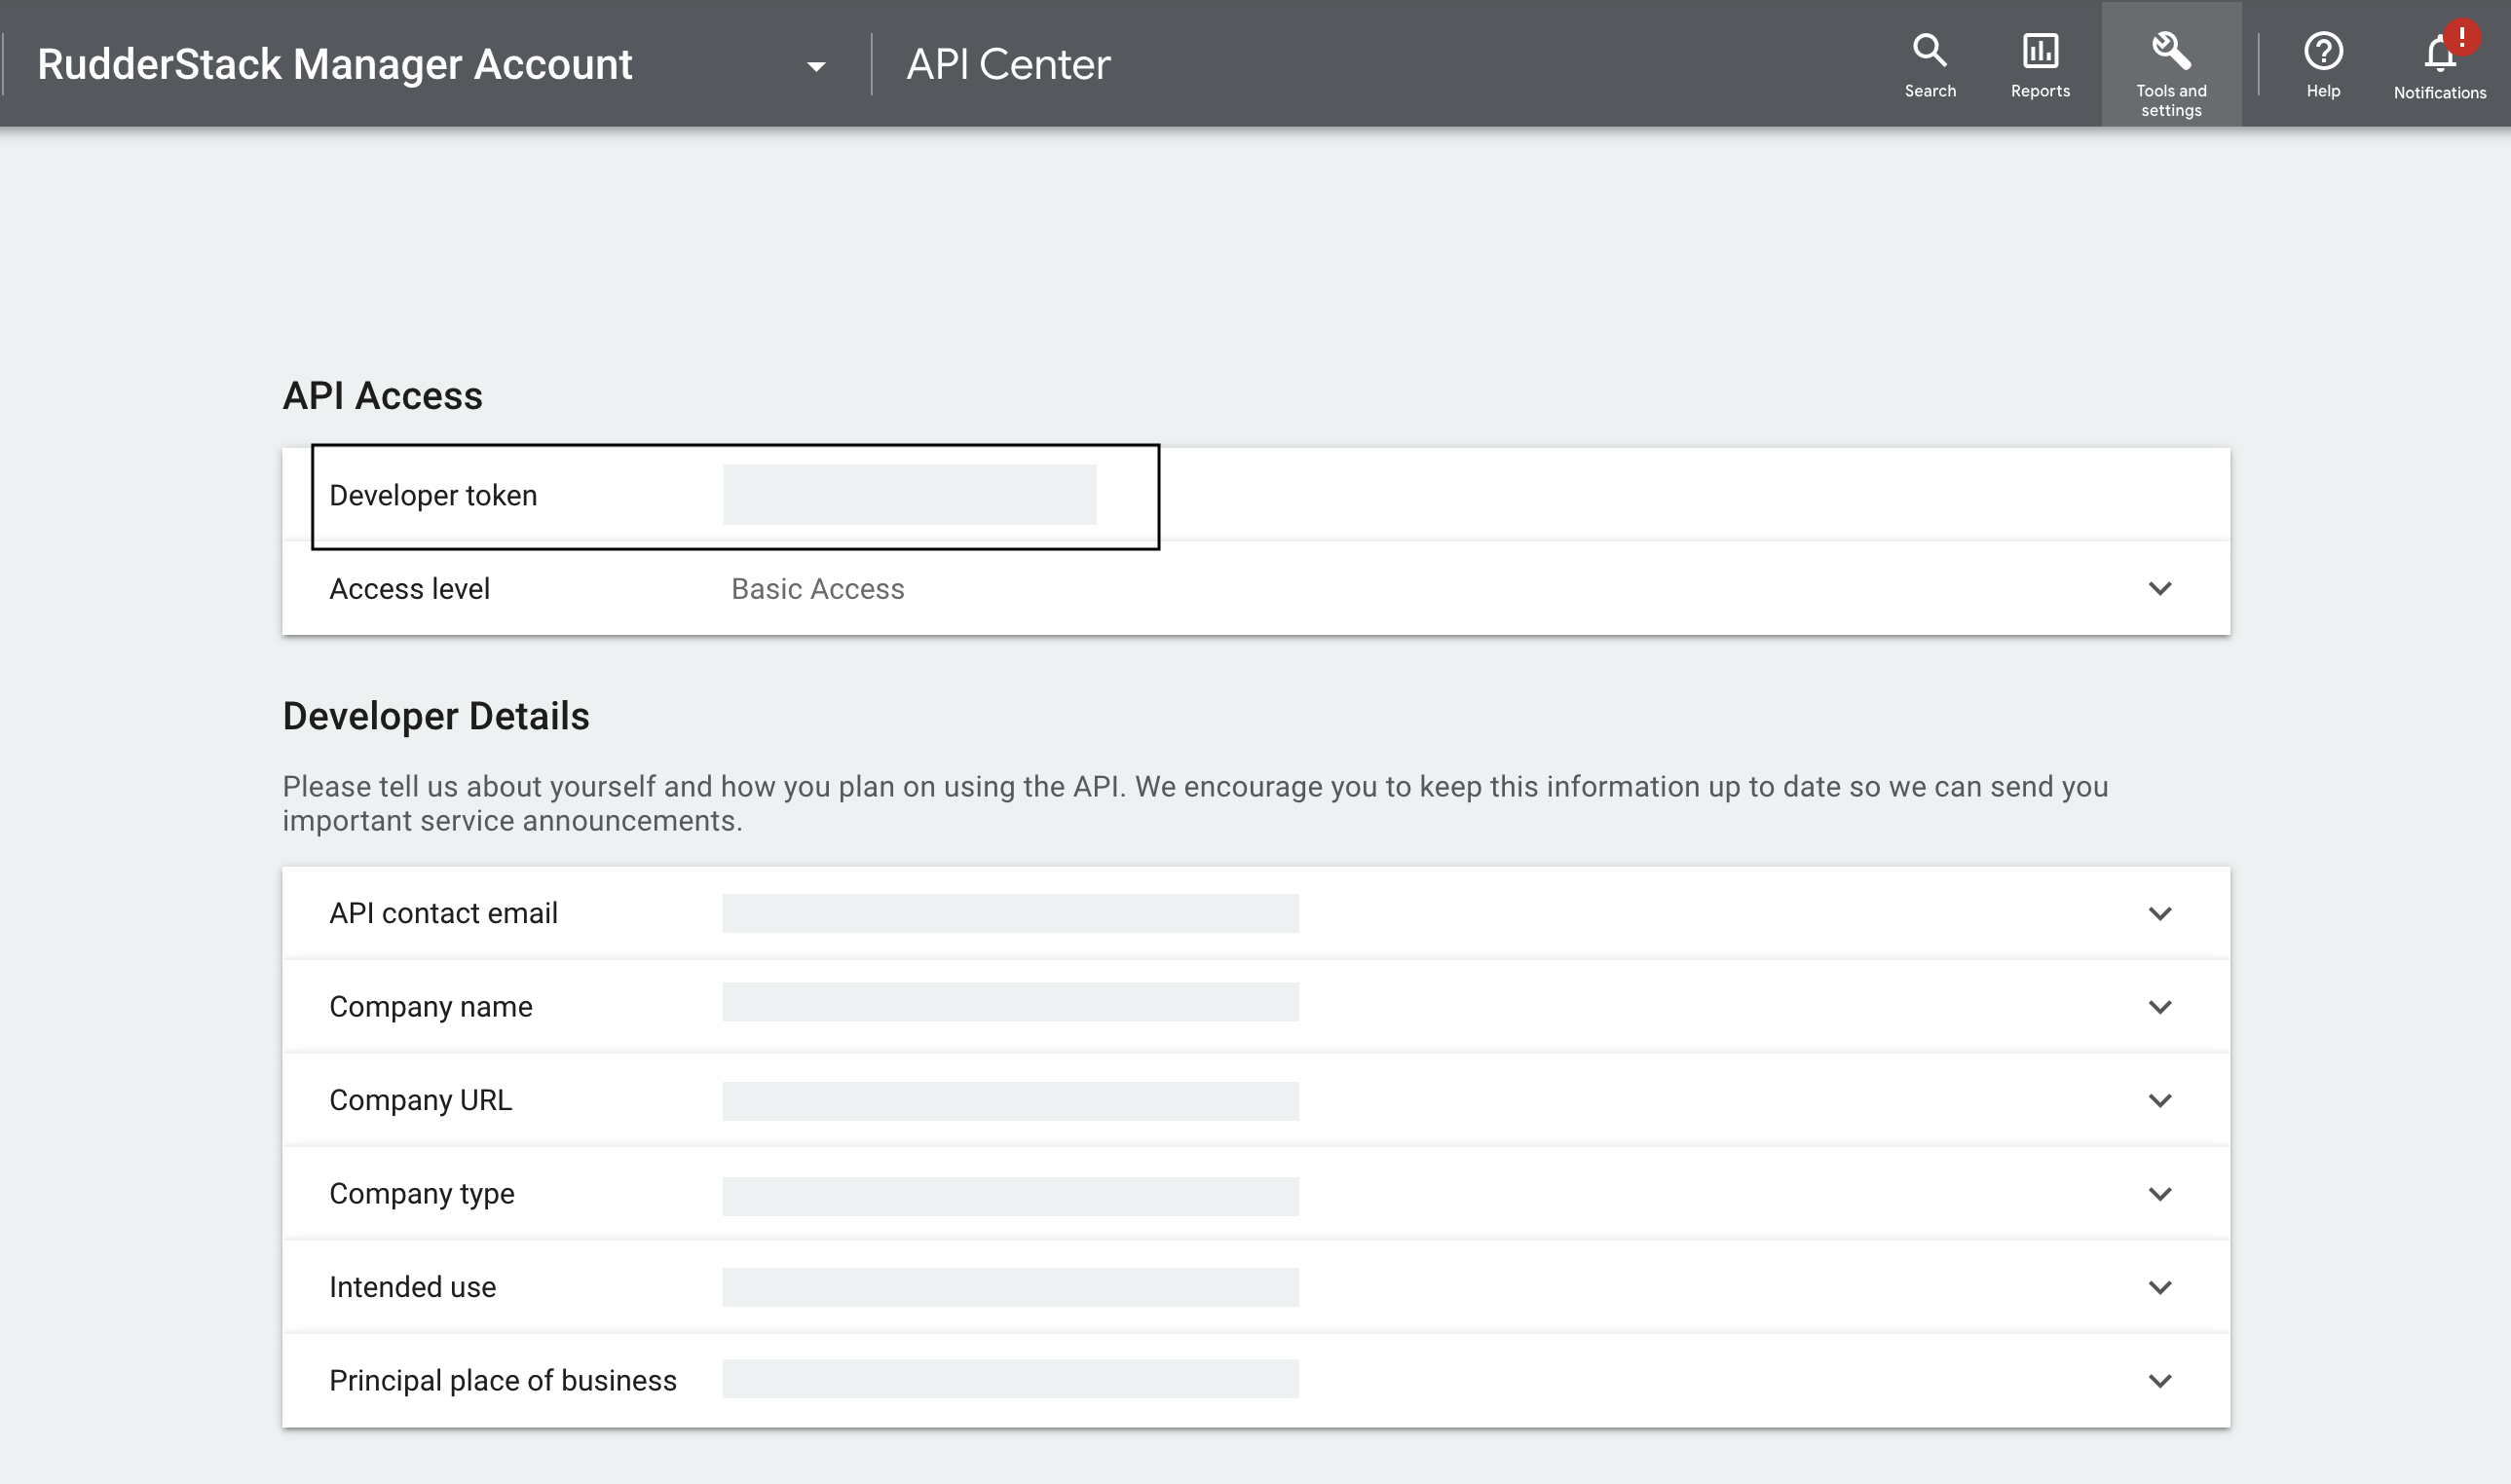 RudderStack Manager Account
API Center
Search
Reports
Tools and
settings
Help
!
Notifications
API Access
Developer token
Access level Basic Access
Developer Details
Please tell us about yourself and how you plan on using the API. We encourage you to keep this information up to date so we can send you
important service announcements.
API contact email
Company name
Company URL
Company type
Intended use
Principal place of business